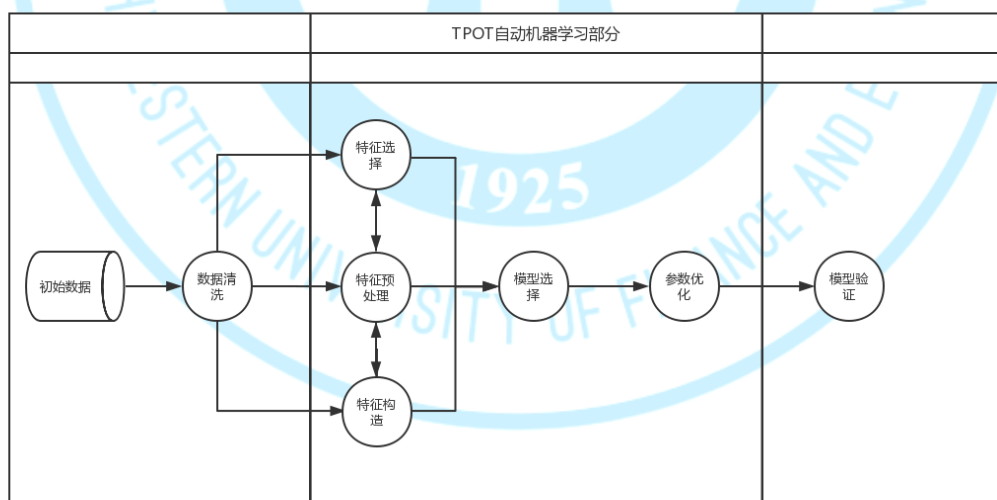 TPOT自动机器学习部分
特征选
择
1925
初始数据
数据清
洗
特征预
处理
模型选
择
参数优
化
模型验
证
特征构
造
STERN UNIVERSITY OF FINANCE AND E